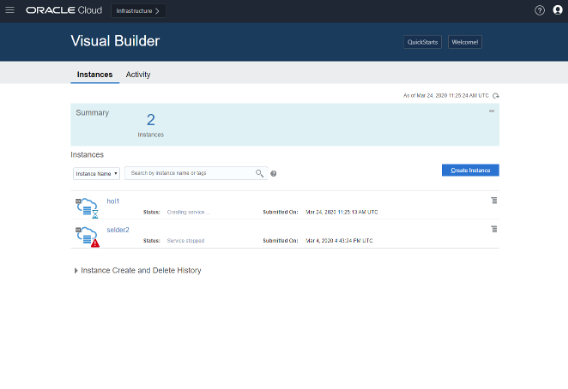 ORACLE Cloud Infrastructure
Visual Builder
QuickStarts Welcome!
Instances Activity
As of Mar 24, 2020 11:25:24 AM UTC
Summary
2
Instances
Instances
Instance Name Search by instance name or tags Create Instance
hol1
Status: Creating service... Submitted On: Mar 24, 2020 11:25:10 AM UTC
selder2
Status: Service stopped Submitted On: Mar 6, 2020 4:43:24 PM UTC
Instance Create and Delete History